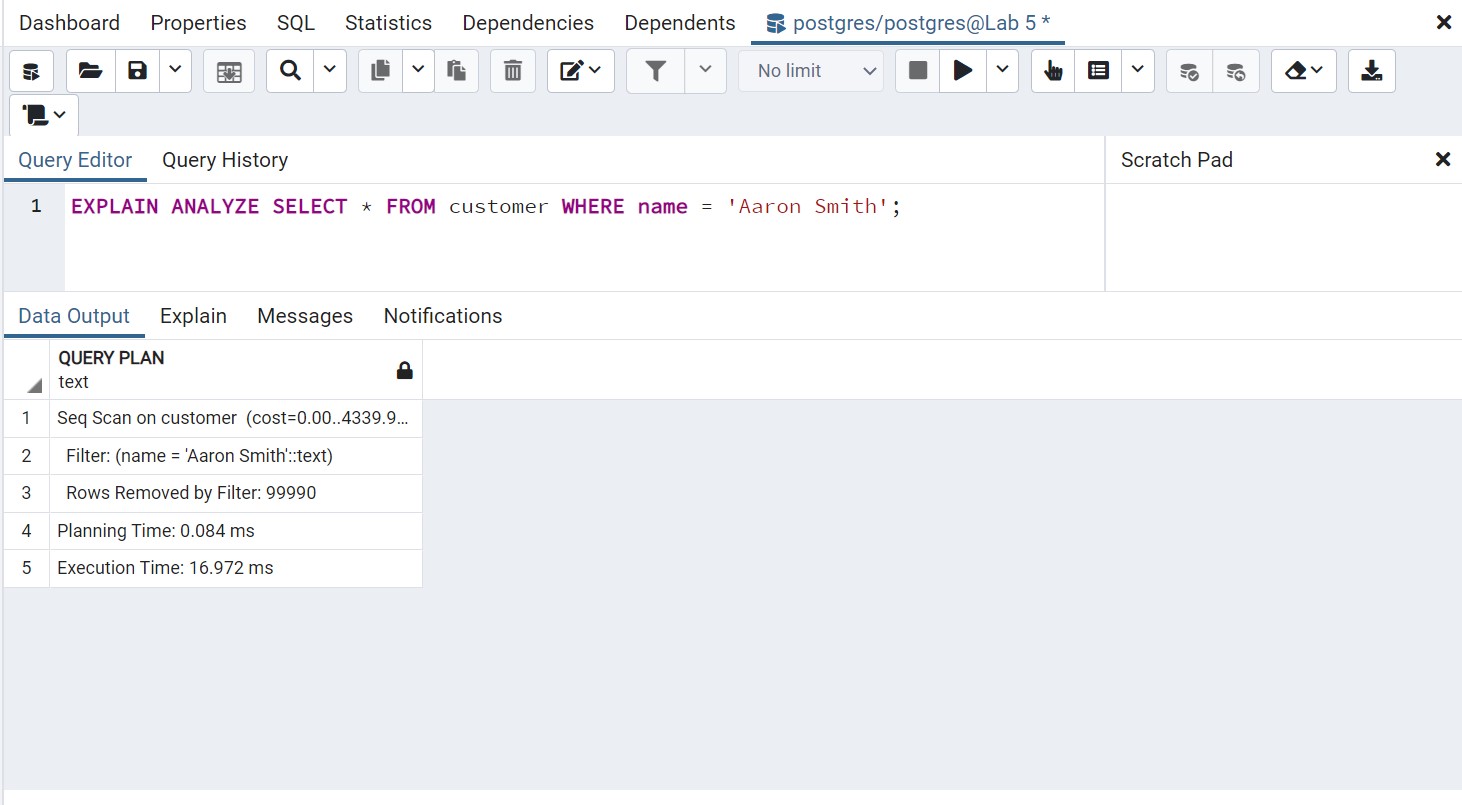 Dashboard Properties SQL Statistics Dependencies Dependents postgres/postgres@Lab 5 *
No limit
Query Editor Query History Scratch Pad
1 EXPLAIN ANALYZE SELECT * FROM customer WHERE name = 'Aaron Smith';
Data Output Explain Messages Notifications
QUERY PLAN
text
1 Seq Scan on customer (cost=0.00..4339.9...
2 Filter: (name = 'Aaron Smith'::text)
3 Rows Removed by Filter: 99990
4 Planning Time: 0.084 ms
5 Execution Time: 16.972 ms